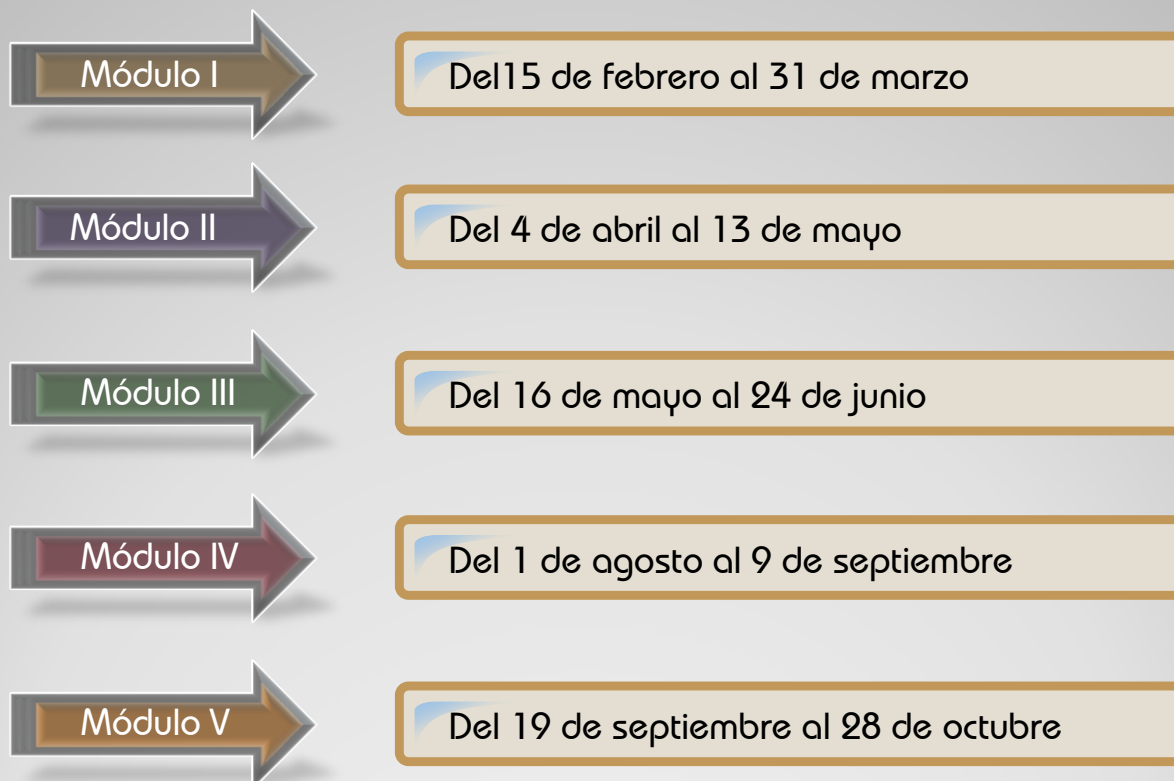 Módulo I
Del15 de febrero al 31 de marzo
Módulo II
Del 4 de abril al 13 de mayo
Módulo III
Del 16 de mayo al 24 de junio
Módulo IV
Del 1 de agosto al 9 de septiembre
Módulo V
Del 19 de septiembre al 28 de octubre